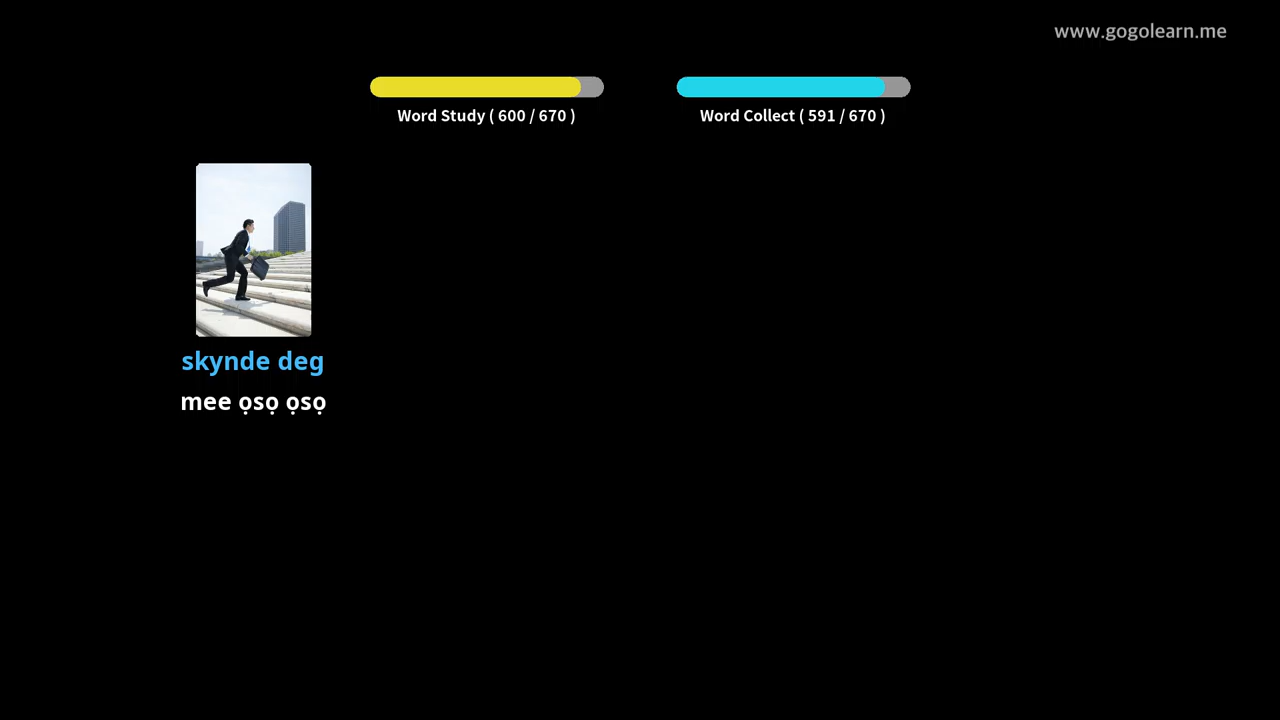 www.gogolearn.me
Word Study ( 600 / 670 )
Word Collect ( 591 / 670 )
skynde deg
mee ọsọ ọsọ